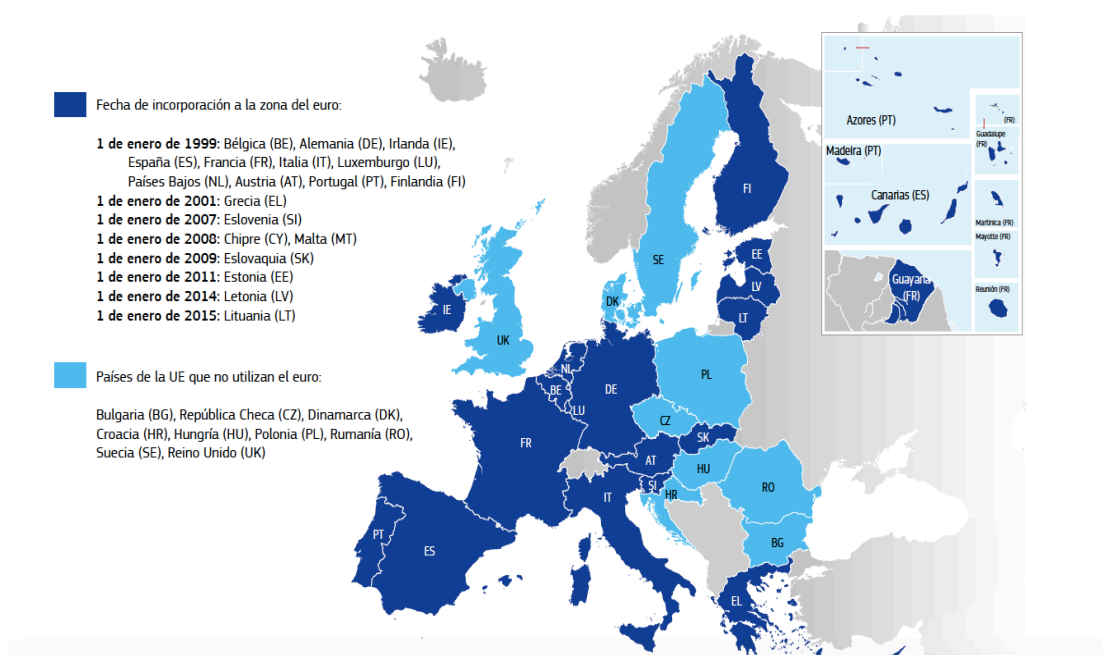 Fecha de incorporación a la zona del euro:
1 de enero de 1999: Bélgica (BE), Alemania (DE), Irlanda (IE),
España (ES), Francia (FR), Italia (IT), Luxemburgo (LU),
Países Bajos (NL), Austria (AT), Portugal (PT), Finlandia (FI)
1 de enero de 2001: Grecia (EL)
1 de enero de 2007: Eslovenia (SI)
1 de enero de 2008: Chipre (CY), Malta (MT)
1 de enero de 2009: Eslovaquia (SK)
1 de enero de 2011: Estonia (EE)
1 de enero de 2014: Letonia (LV)
1 de enero de 2015: Lituania (LT)
Países de la UE que no utilizan el euro:
Bulgaria (BG), República Checa (CZ), Dinamarca (DK),
Croacia (HR), Hungría (HU), Polonia (PL), Rumanía (RO),
Suecia (SE), Reino Unido (UK)
FI
SE
EE
LV
LT
DK
IE
UK
NL
BE
LU
DE
PL
CZ
SK
FR
AT
HU
SI
HR
IT
RO
BG
PT
ES
EL
Azores (PT)
(FR)
Guadalupe
(FR)
Madeira (PT)
Canarias (ES)
Martinica (FR)
Mayotte (FR)
Guayana
(FR)
Reunión (FR)